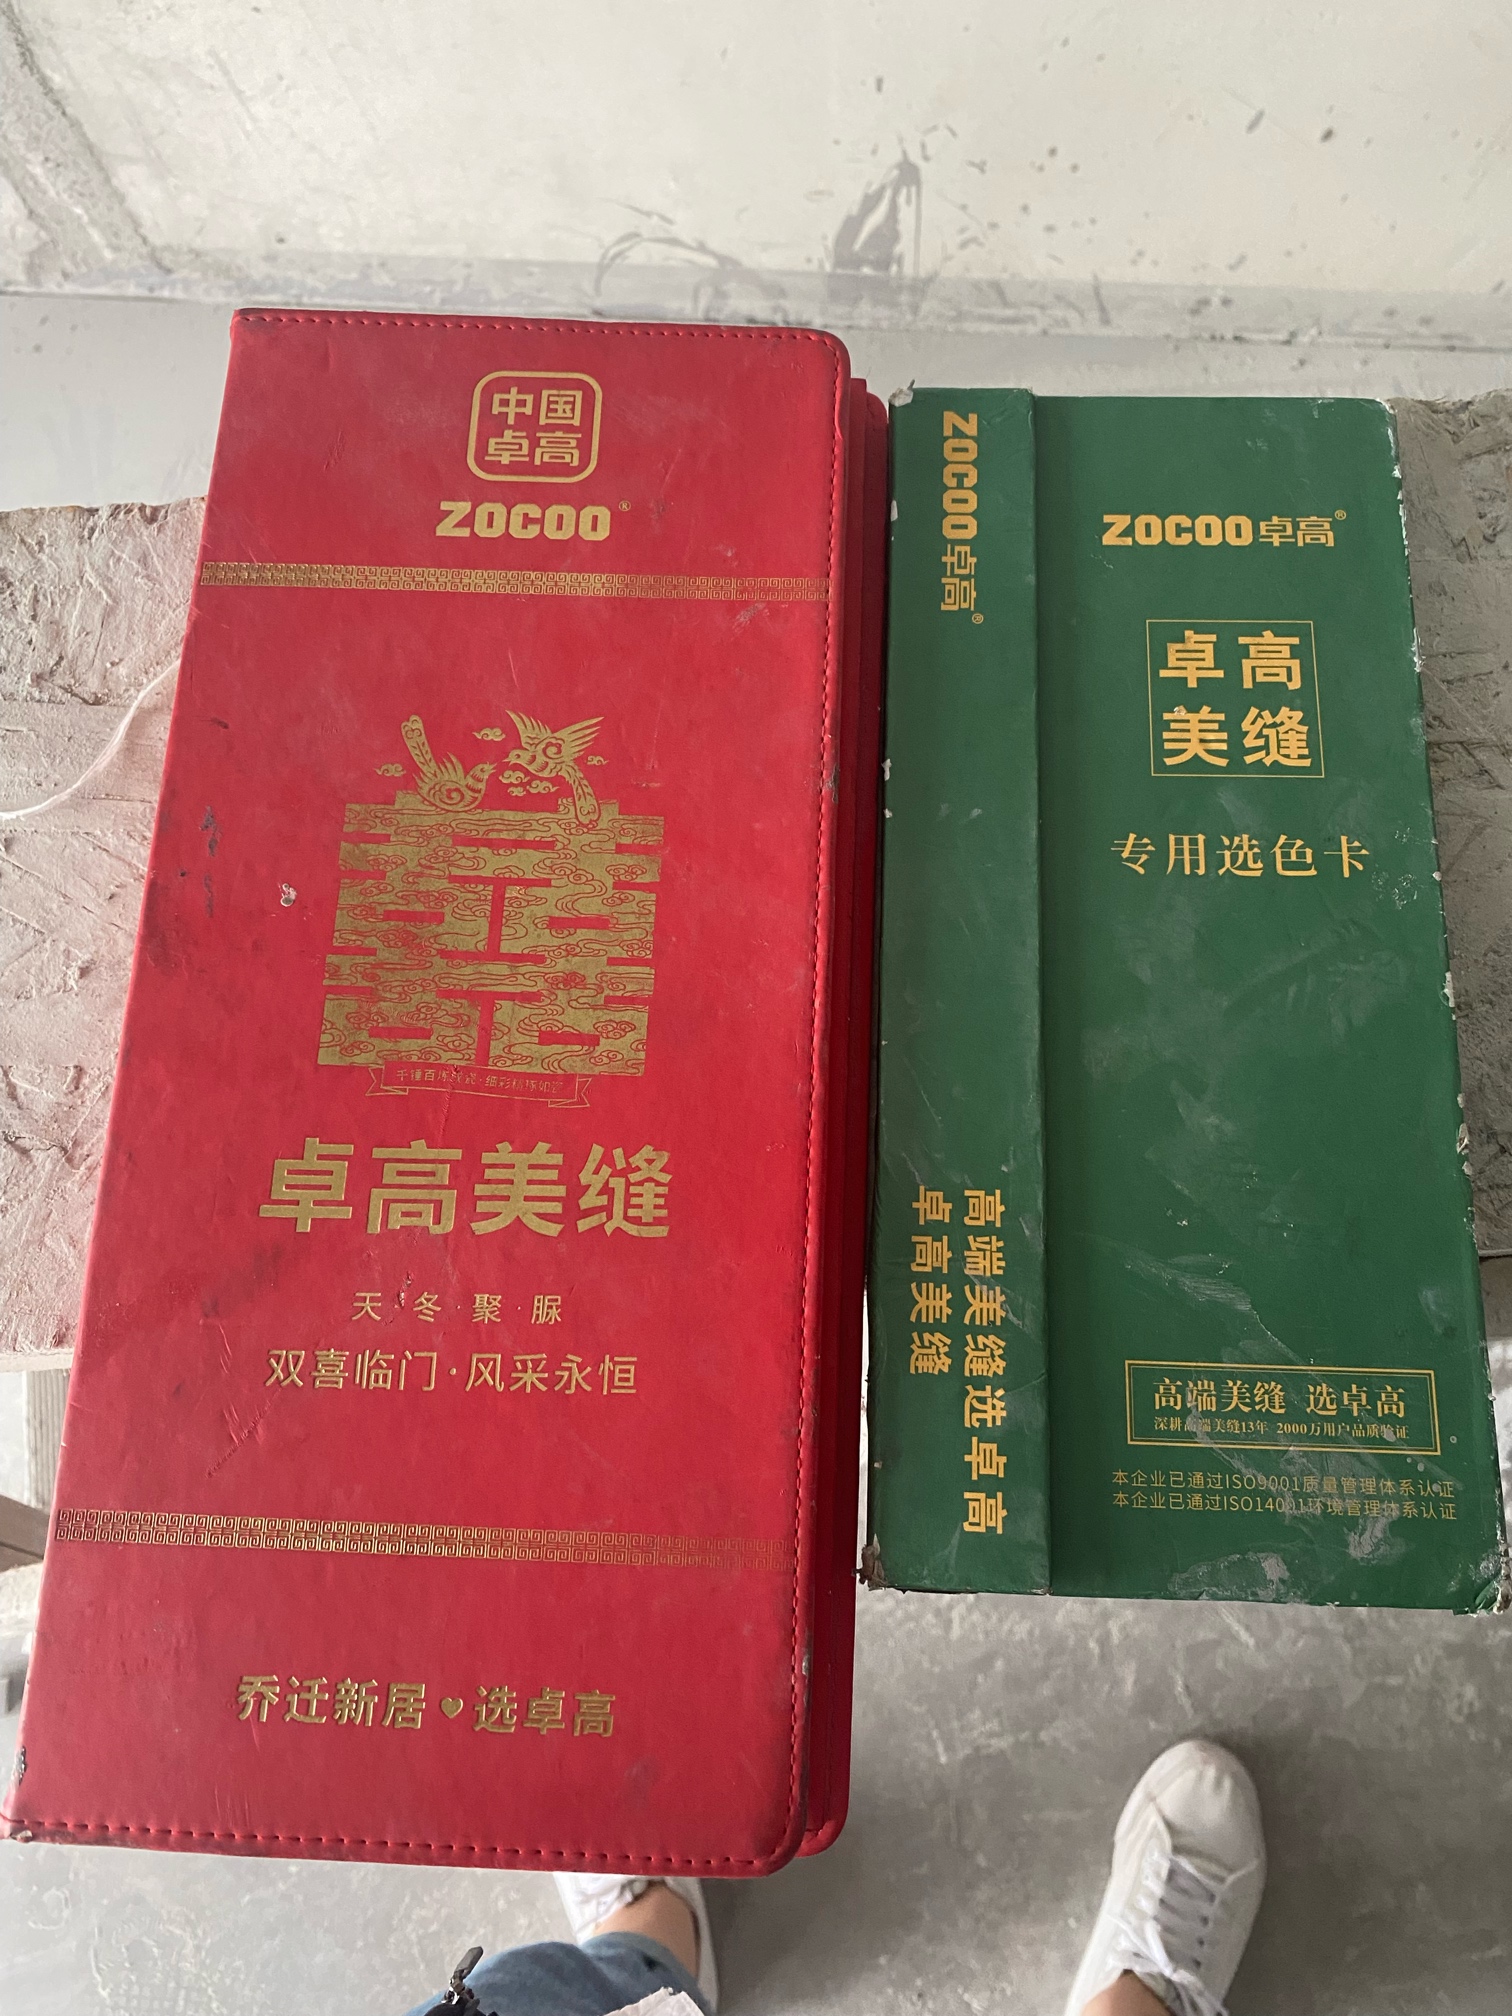 中国
卓高
ZOCOO®
卓高美缝
天·冬·聚·脲
双喜临门·风采永恒
乔迁新居♥选卓高
ZOCOO卓高®
卓高美缝
高端美缝选卓高
ZOCOO卓高®
卓高
美缝
专用选色卡
高端美缝 选卓高
深耕高端美缝13年 2000万用户品质验证
本企业已通过ISO9001质量管理体系认证
本企业已通过ISO14001环境管理体系认证